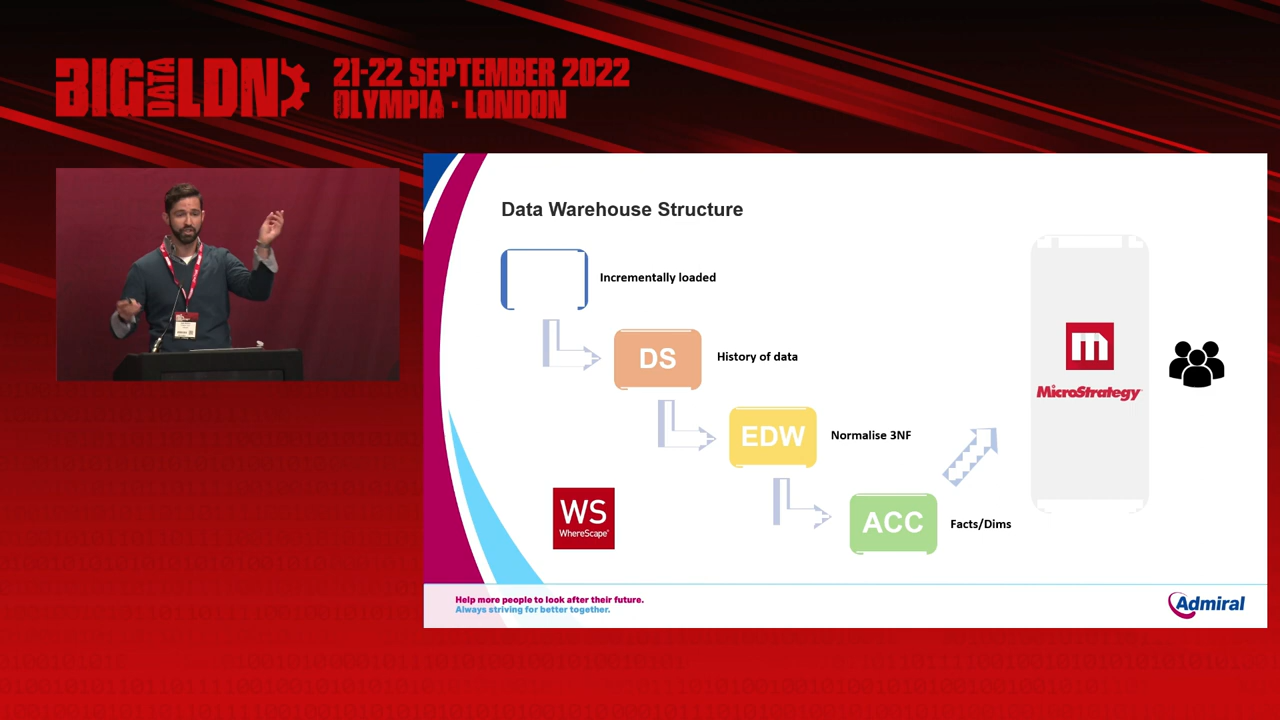 BIG DATA LDN
21-22 SEPTEMBER 2022
OLYMPIA · LONDON
Data Warehouse Structure
Incrementally loaded
DS
History of data
EDW
Normalise 3NF
ACC
Facts/Dims
WS
WhereScape®
m
MicroStrategy
Help more people to look after their future.
Always striving for better together.
Admiral